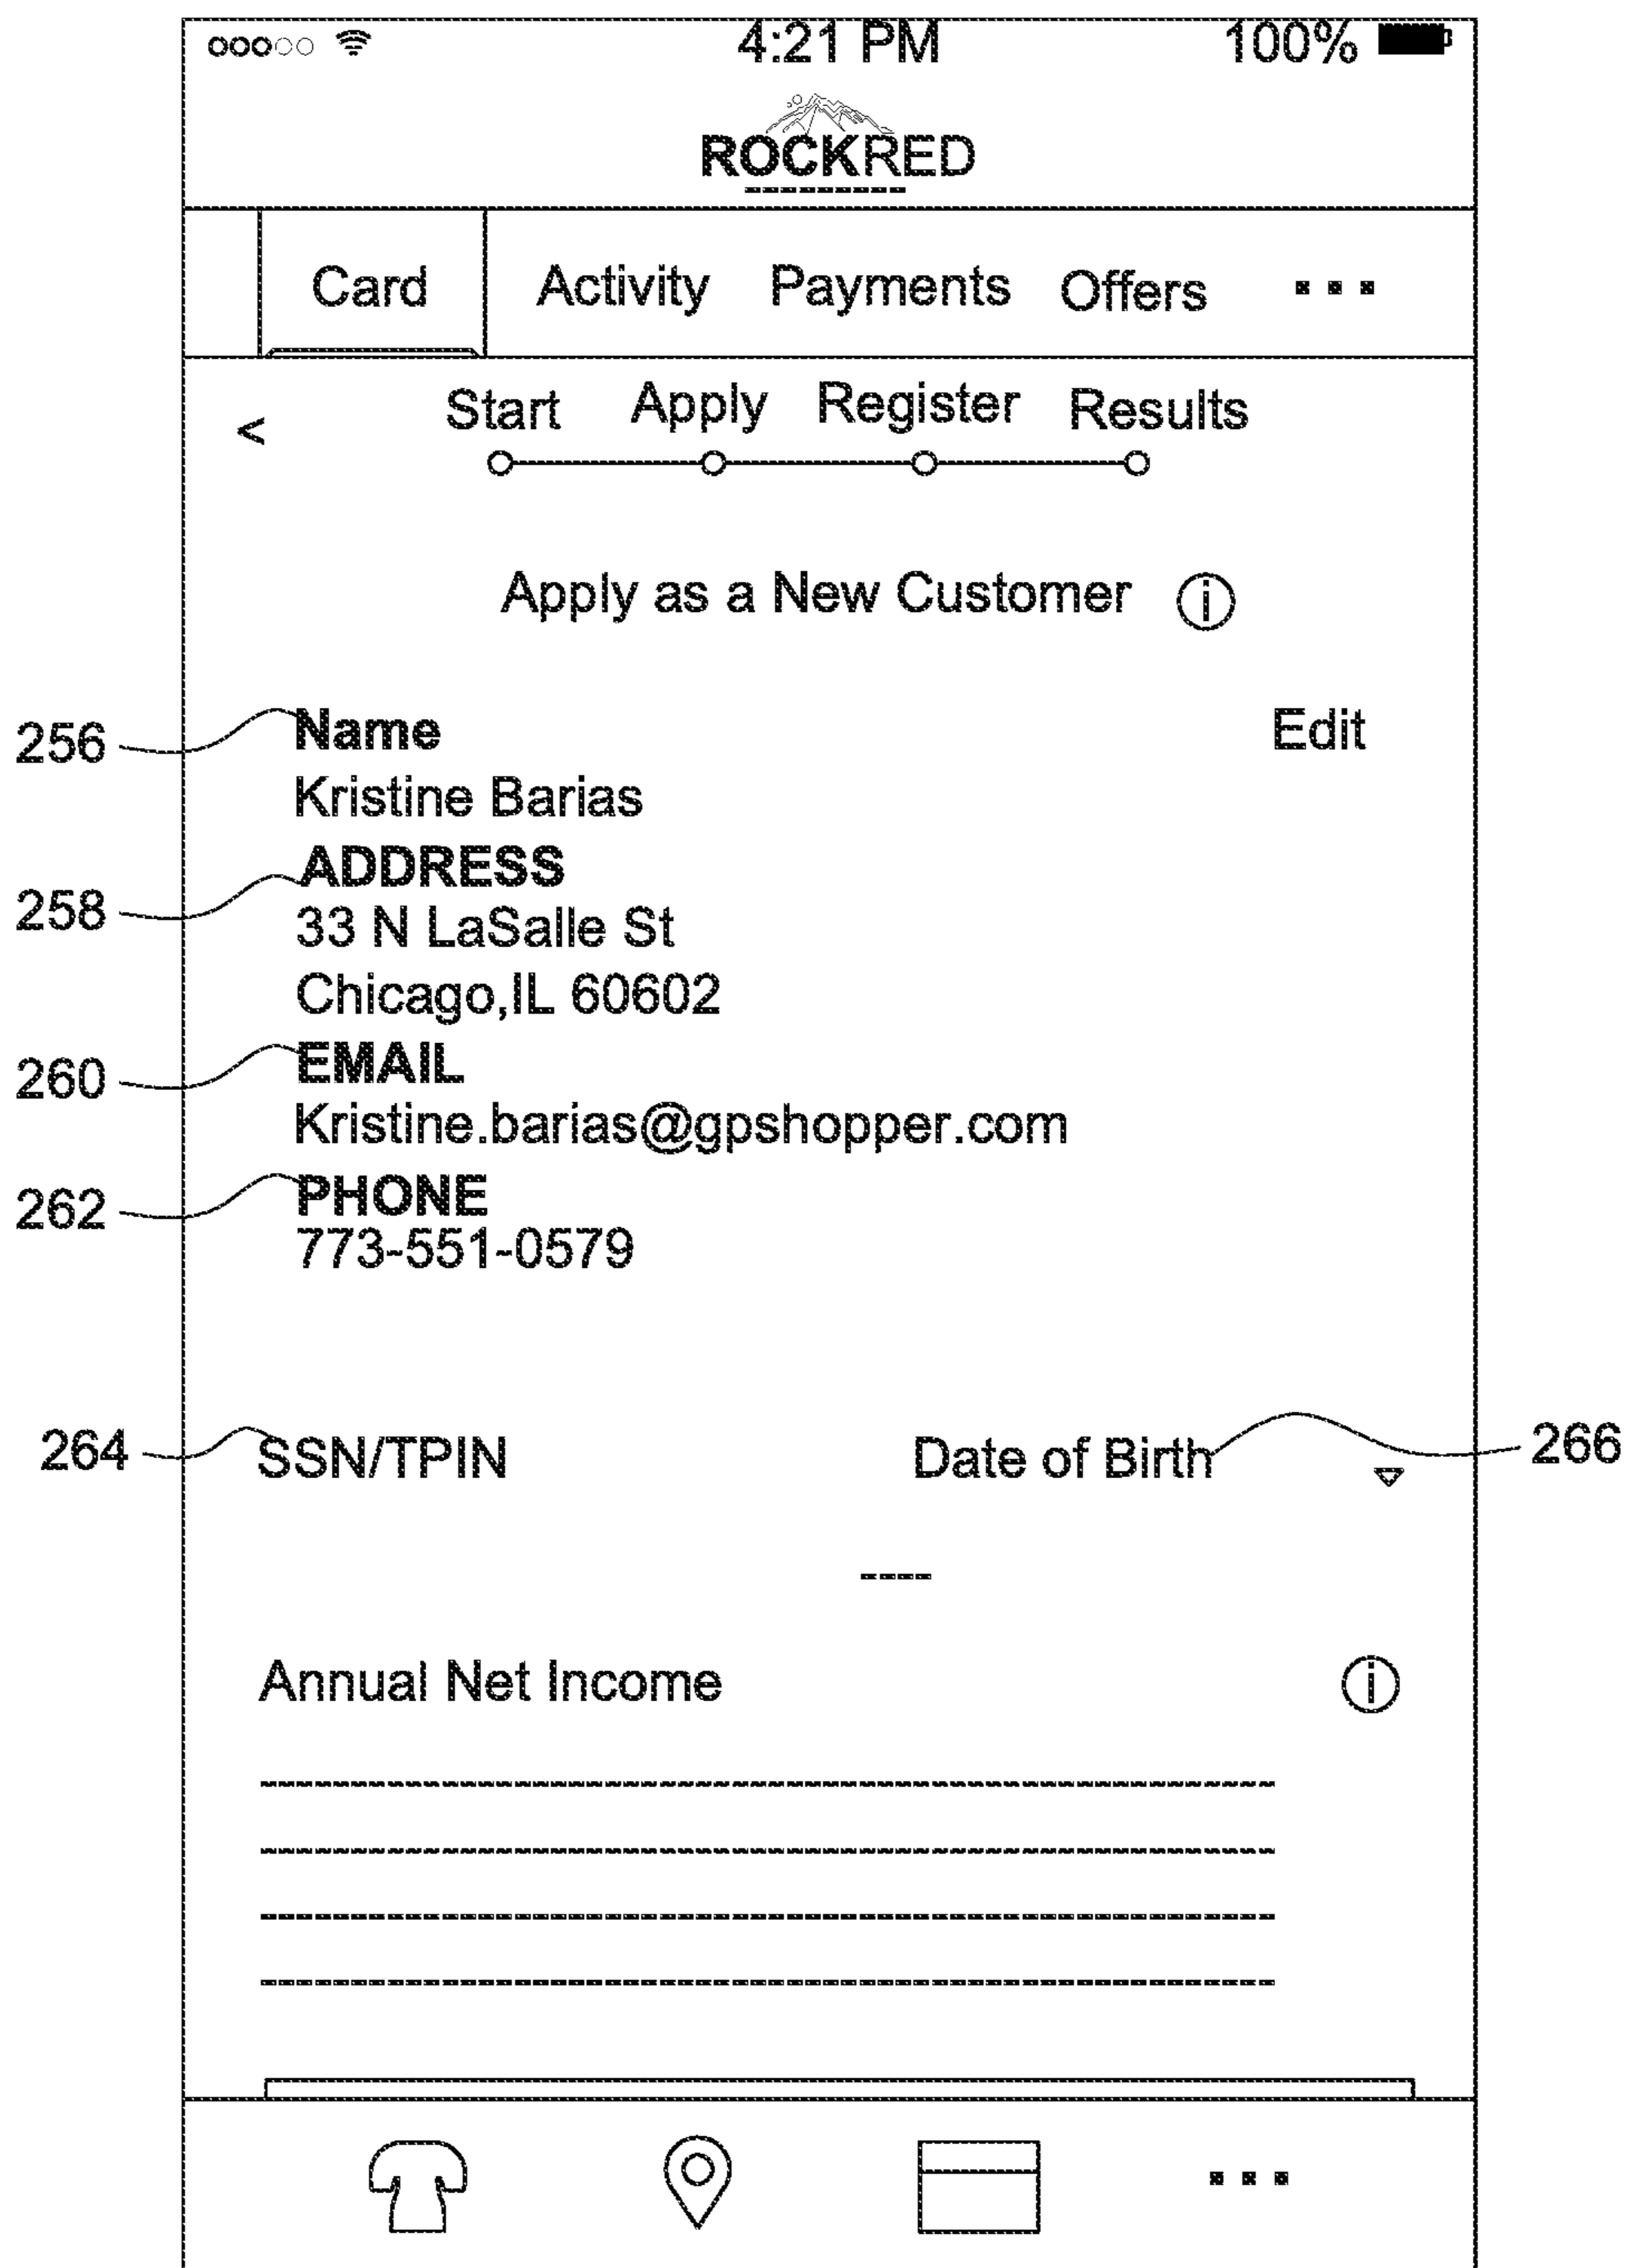 4:21 PM 100%
ROCKRED
Card Activity Payments Offers ...
< Start Apply Register Results
Apply as a New Customer i
256 Name Edit
Kristine Barias
258 ADDRESS
33 N LaSalle St
Chicago,IL 60602
260 EMAIL
Kristine.barias@gpshopper.com
262 PHONE
773-551-0579
264 SSN/TPIN Date of Birth 266
Annual Net Income i
...